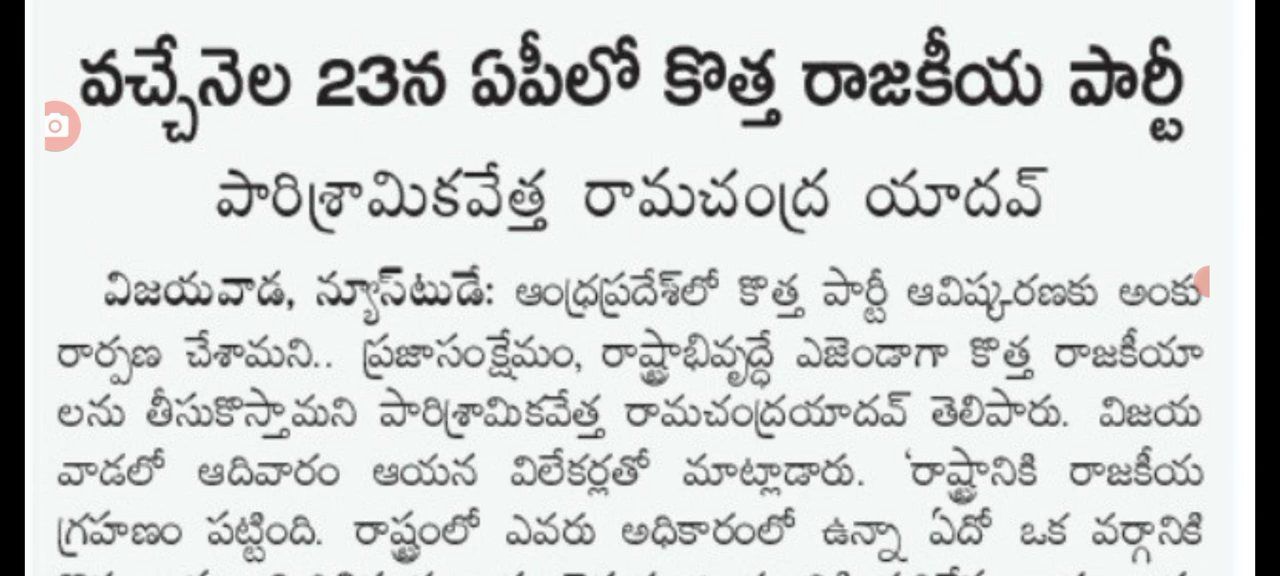 వచ్చేనెల 23న ఏపీలో కొత్త రాజకీయ పార్టీ
పారిశ్రామికవేత్త రామచంద్ర యాదవ్
విజయవాడ, న్యూస్‌టుడే: ఆంధ్రప్రదేశ్‌లో కొత్త పార్టీ ఆవిష్కరణకు అంకు
రార్పణ చేశామని.. ప్రజాసంక్షేమం, రాష్ట్రాభివృద్ధే ఎజెండాగా కొత్త రాజకీయా
లను తీసుకొస్తామని పారిశ్రామికవేత్త రామచంద్రయాదవ్ తెలిపారు. విజయ
వాడలో ఆదివారం ఆయన విలేకర్లతో మాట్లాడారు. 'రాష్ట్రానికి రాజకీయ
గ్రహణం పట్టింది. రాష్ట్రంలో ఎవరు అధికారంలో ఉన్నా ఏదో ఒక వర్గానికి